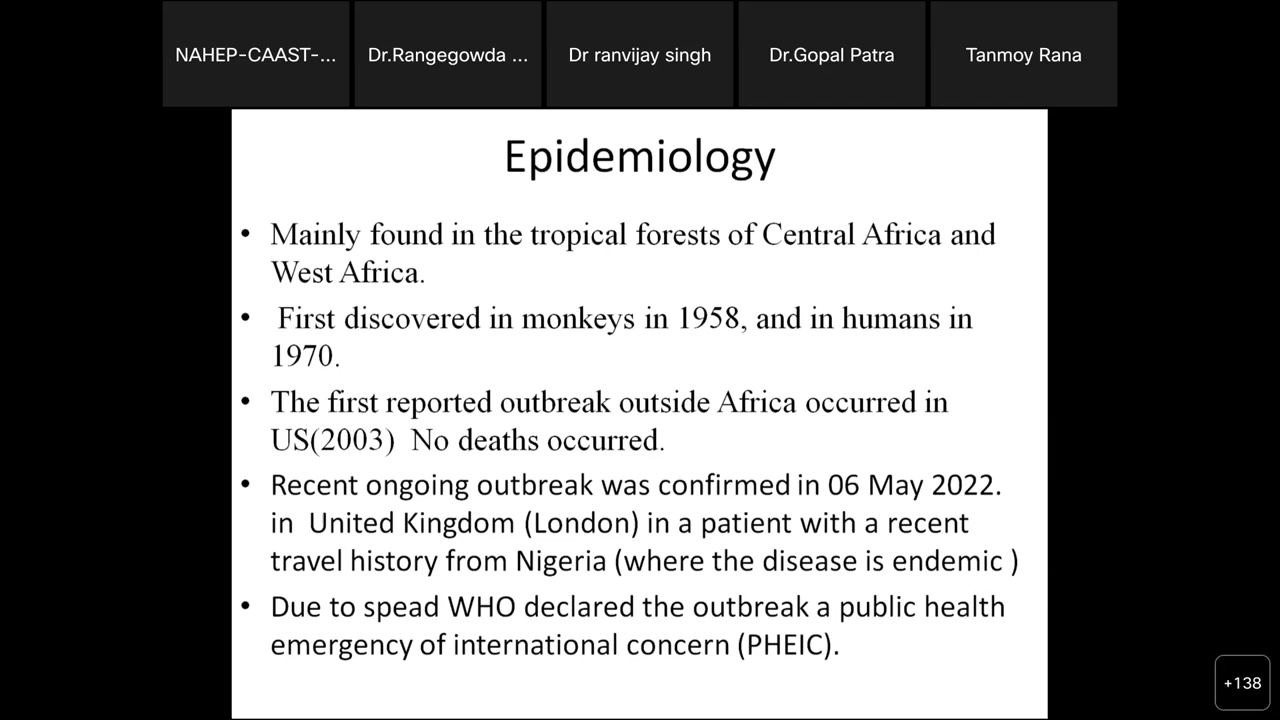 NAHEP-CAAST-...
Dr.Rangegowda ...
Dr ranvijay singh
Dr.Gopal Patra
Tanmoy Rana
Epidemiology
• Mainly found in the tropical forests of Central Africa and
West Africa.
• First discovered in monkeys in 1958, and in humans in
1970.
• The first reported outbreak outside Africa occurred in
US(2003) No deaths occurred.
• Recent ongoing outbreak was confirmed in 06 May 2022.
in United Kingdom (London) in a patient with a recent
travel history from Nigeria (where the disease is endemic )
• Due to spead WHO declared the outbreak a public health
emergency of international concern (PHEIC).
+138